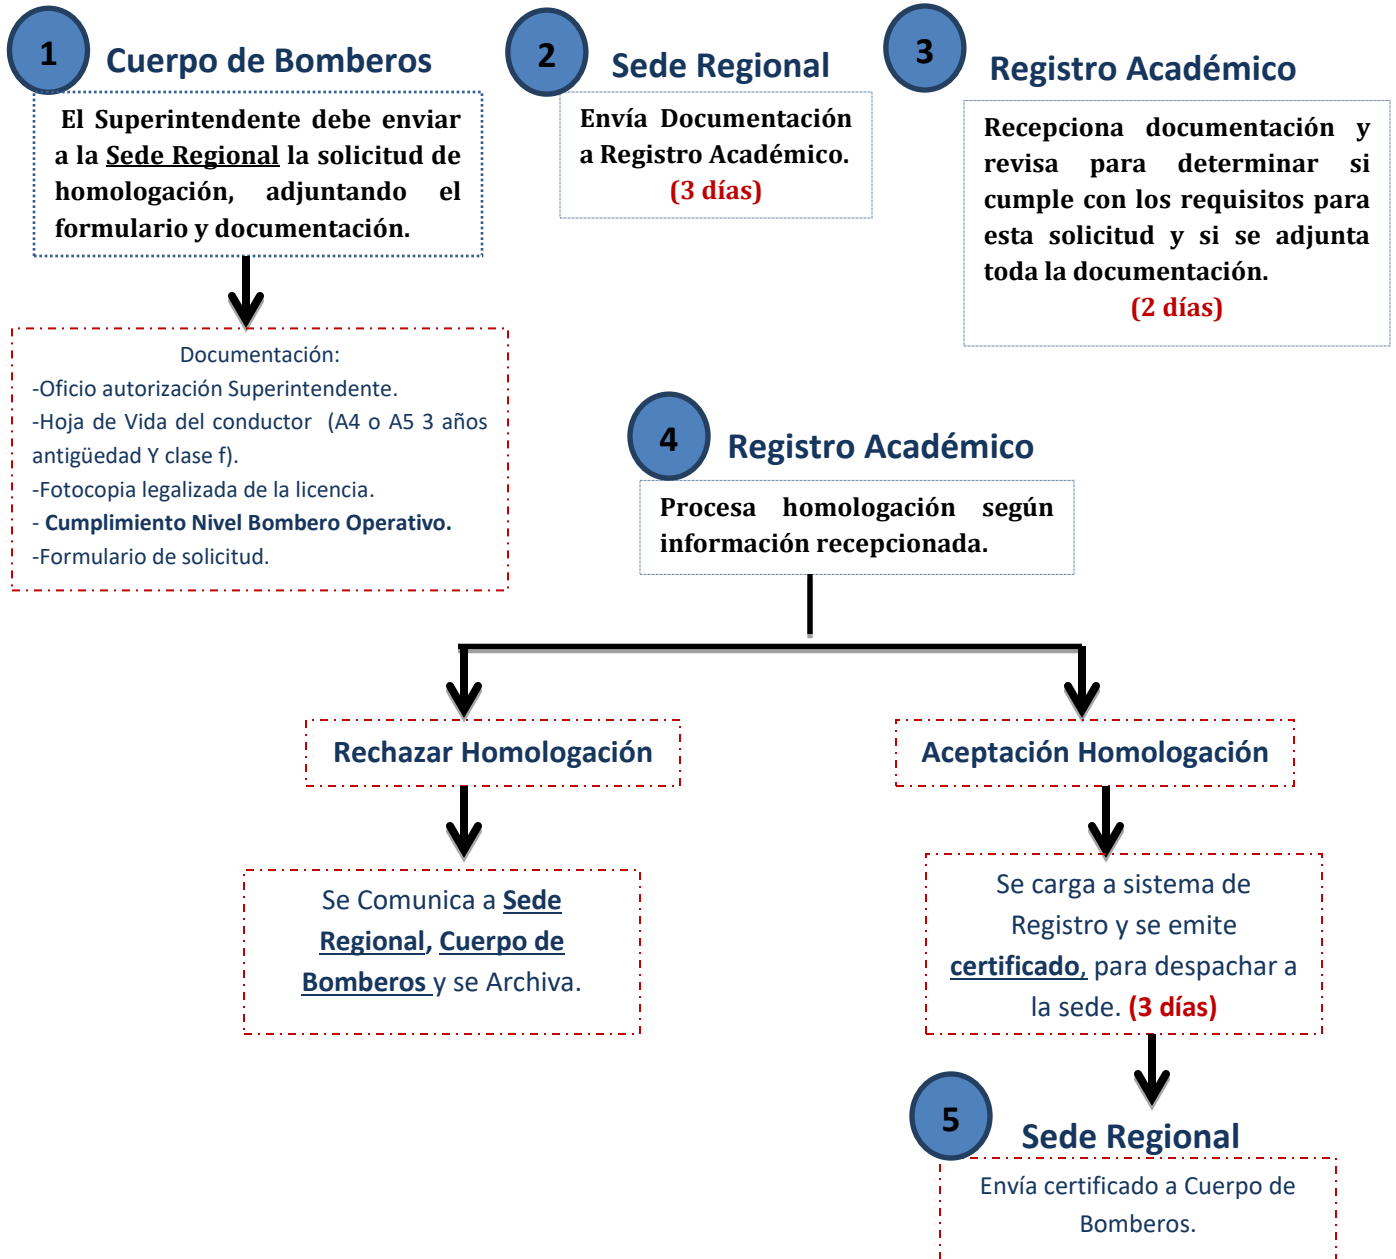 1
Cuerpo de Bomberos
El Superintendente debe enviar
a la Sede Regional la solicitud de
homologación, adjuntando el
formulario y documentación.
Documentación:
-Oficio autorización Superintendente.
-Hoja de Vida del conductor (A4 o A5 3 años
antigüedad Y clase f).
-Fotocopia legalizada de la licencia.
- Cumplimiento Nivel Bombero Operativo.
-Formulario de solicitud.
2
Sede Regional
Envía Documentación
a Registro Académico.
(3 días)
3
Registro Académico
Recepciona documentación y
revisa para determinar si
cumple con los requisitos para
esta solicitud y si se adjunta
toda la documentación.
(2 días)
4
Registro Académico
Procesa homologación según
información recepcionada.
Rechazar Homologación
Se Comunica a Sede
Regional, Cuerpo de
Bomberos y se Archiva.
Aceptación Homologación
Se carga a sistema de
Registro y se emite
certificado, para despachar a
la sede. (3 días)
5
Sede Regional
Envía certificado a Cuerpo de
Bomberos.